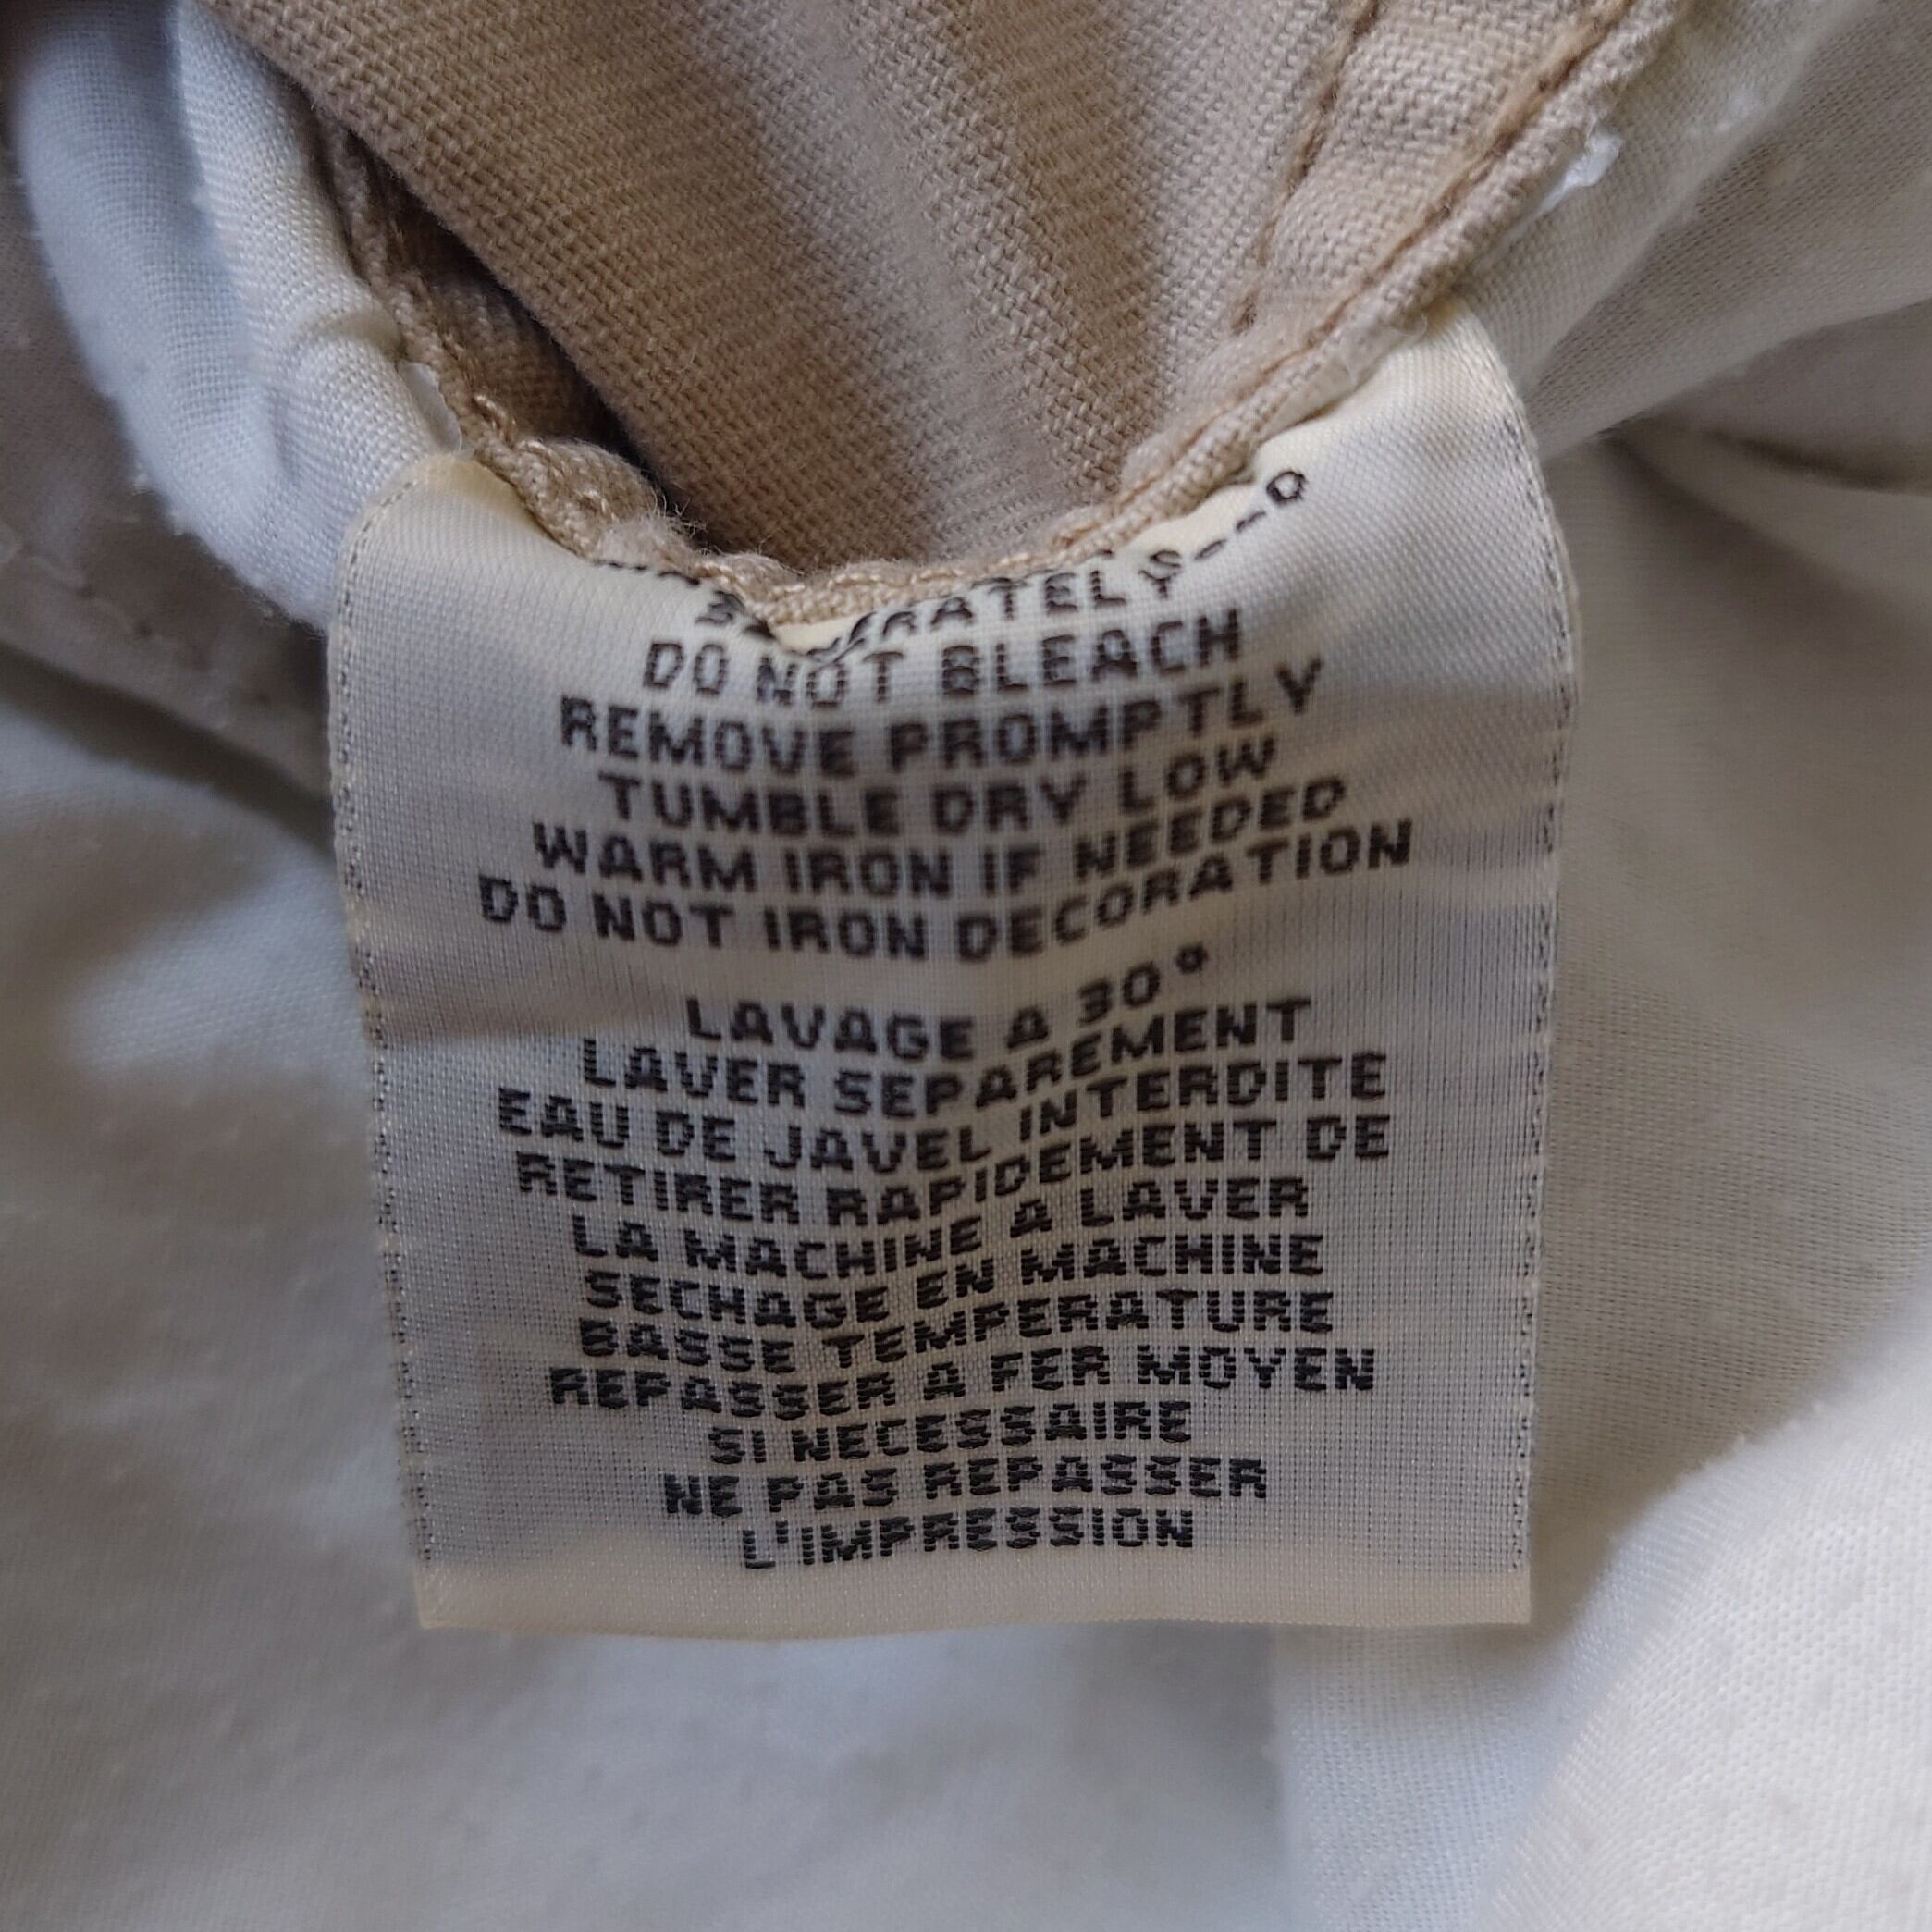 DO NOT BLEACH
REMOVE PROMPTLY
TUMBLE DRY LOW
WARM IRON IF NEEDED
DO NOT IRON DECORATION
LAVAGE A 30°
LAVER SEPAREMENT
EAU DE JAVEL INTERDITE
RETIRER RAPIDEMENT DE
LA MACHINE A LAVER
SECHAGE EN MACHINE
BASSE TEMPERATURE
REPASSER A FER MOYEN
SI NECESSAIRE
NE PAS REPASSER
L'IMPRESSION